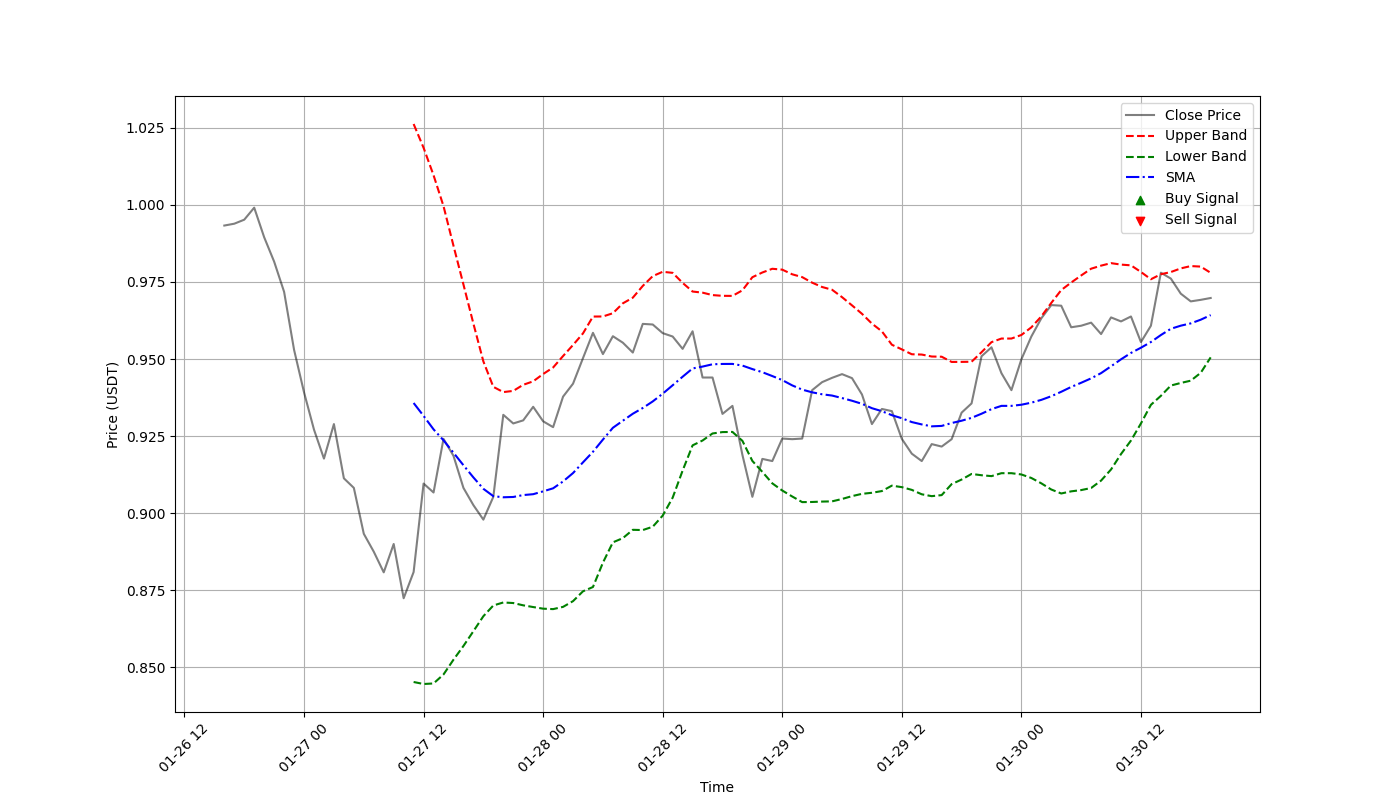 Close Price
Upper Band
Lower Band
SMA
Buy Signal
Sell Signal
Price (USDT)
1.025
1.000
0.975
0.950
0.925
0.900
0.875
0.850
01-26 12
01-27 00
01-27 12
01-28 00
01-28 12
01-29 00
01-29 12
01-30 00
01-30 12
Time